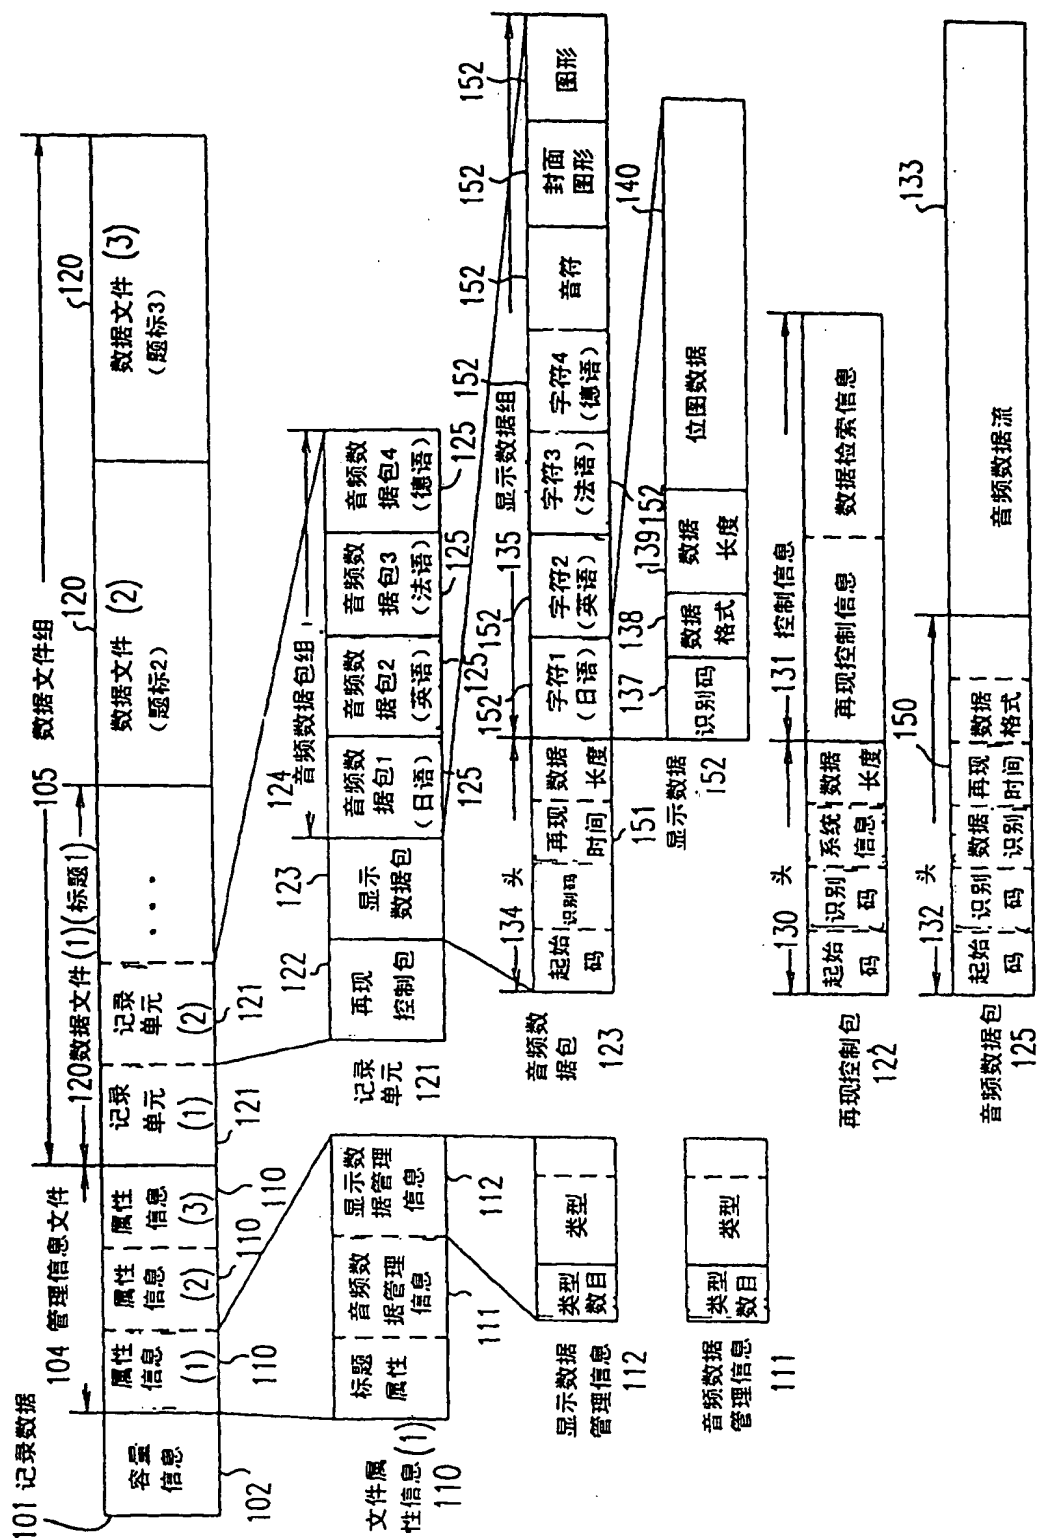 101 记录数据
容量
信息
102
104 管理信息文件
属性
信息
(1)
110
属性
信息
(2)
110
属性
信息
(3)
110
105 数据文件组
120数据文件(1)(标题1)
记录
单元
(1)
121
记录
单元
(2)
121
• • •
120
数据文件 (2)
(题标2)
120
数据文件 (3)
(题标3)
文件属
性信息(1)
110
标题
属性
音频数
据管理
信息
111
显示数
据管理
信息
112
记录
单元
121
再现
控制包
122
显示
数据包
123
124
音频数据包组
音频数
据包1
(日语)
125
音频数
据包2
(英语)
125
音频数
据包3
(法语)
125
音频数
据包4
(德语)
125
显示数据
管理信息
112
类型
数目
类型
音频数据
管理信息
111
类型
数目
类型
音频数
据包
123
134 头
起始
码
识别码
再现
时间
151
数据
长度
135 显示数据组
152
字符1
(日语)
152
字符2
(英语)
字符3
(法语)
152
152
字符4
(德语)
152
音符
152
封面
图形
152
图形
显示数据
152
137
识别码
138
数据
格式
139
数据
长度
140
位图数据
再现控制包
122
130 头
起始
码
识别
码
系统
信息
数据
长度
131 控制信息
再现控制信息
数据检索信息
音频数据包
125
132 头
起始
码
识别
码
数据
识别
再现
时间
150
数据
格式
133
音频数据流